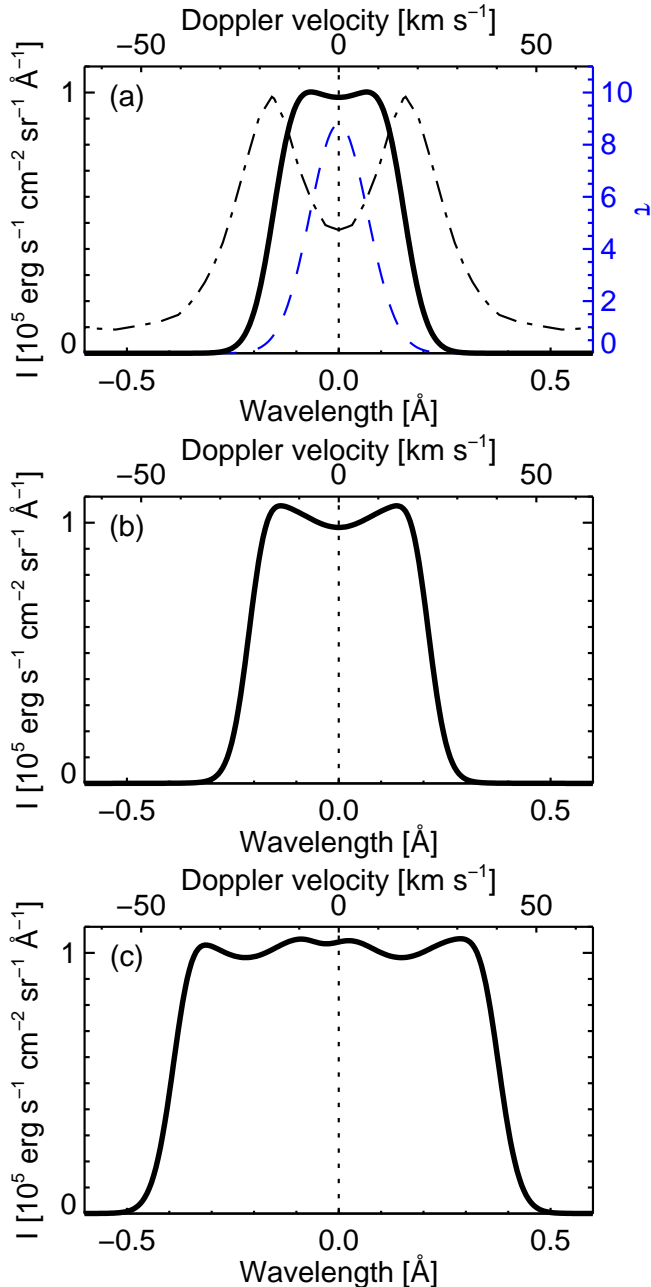 Doppler velocity [km s⁻¹]
−50 0 50
(a)
1
0
I [10⁵ erg s⁻¹ cm⁻² sr⁻¹ Å⁻¹]
10
8
6
4
2
0
τ
−0.5 0.0 0.5
Wavelength [Å]
Doppler velocity [km s⁻¹]
−50 0 50
(b)
1
0
I [10⁵ erg s⁻¹ cm⁻² sr⁻¹ Å⁻¹]
−0.5 0.0 0.5
Wavelength [Å]
Doppler velocity [km s⁻¹]
−50 0 50
(c)
1
0
I [10⁵ erg s⁻¹ cm⁻² sr⁻¹ Å⁻¹]
−0.5 0.0 0.5
Wavelength [Å]